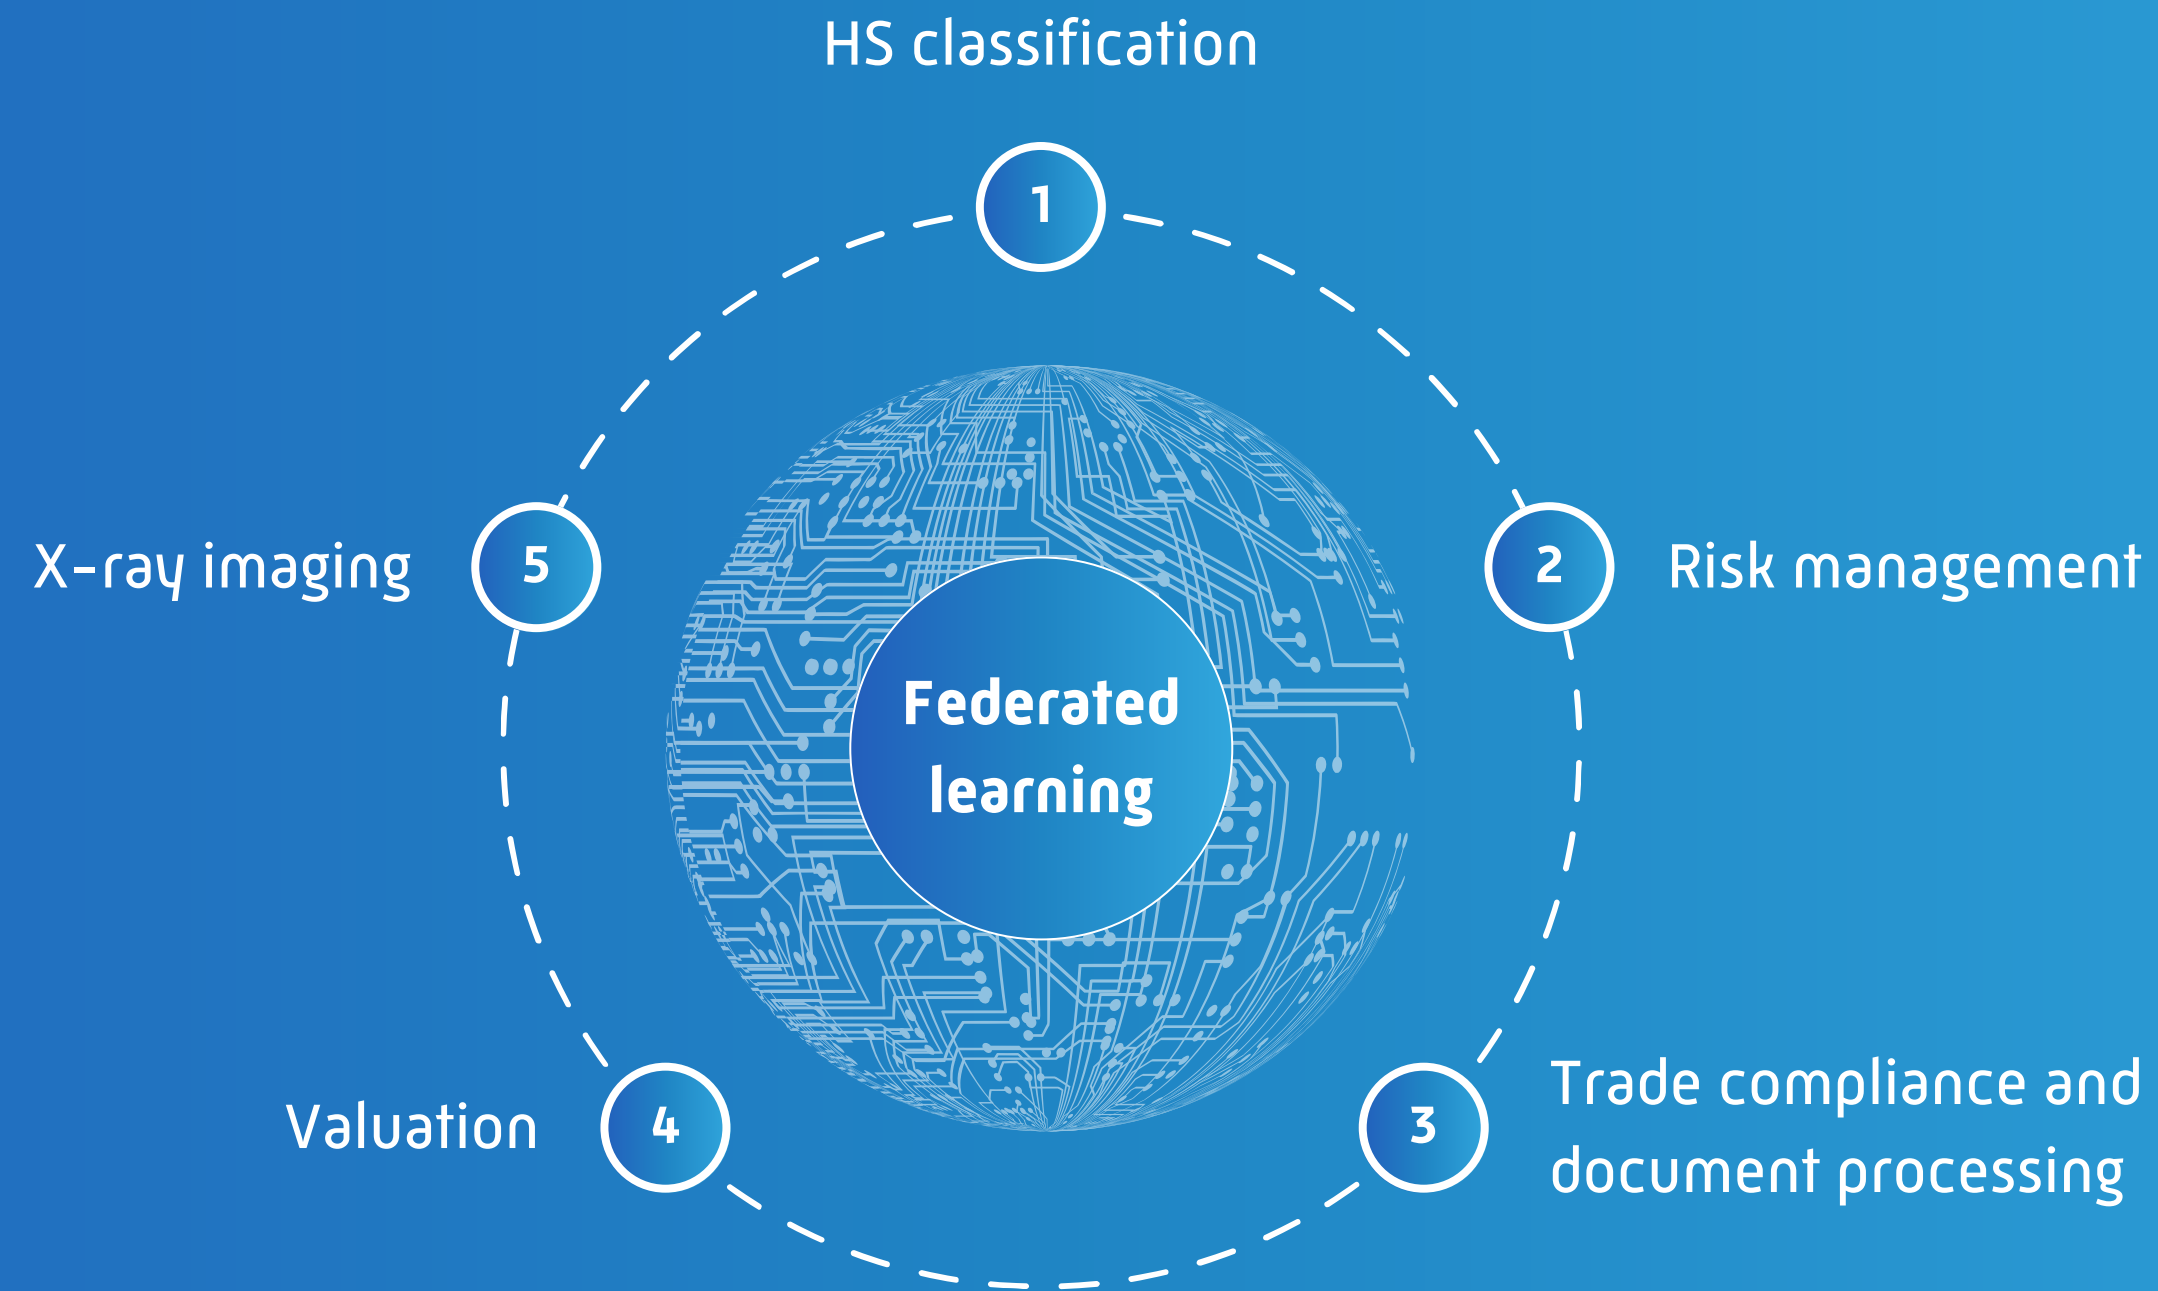 HS classification
1
5
X-ray imaging
2
Risk management
Federated
learning
4
Valuation
3
Trade compliance and
document processing